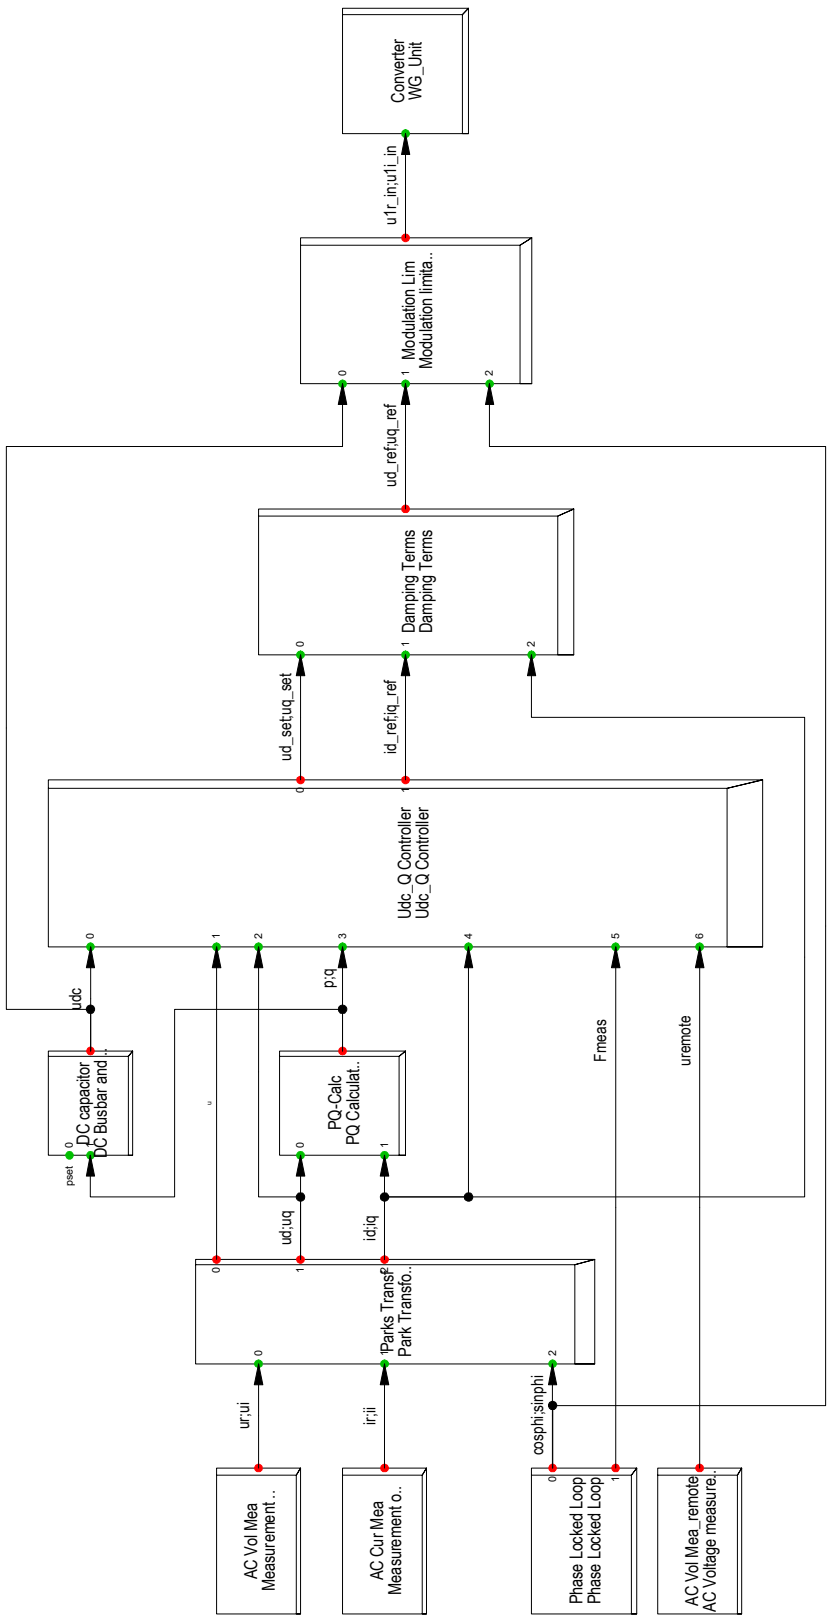 Converter
WG_Unit
u1r_in;u1i_in
Modulation Lim
Modulation limita..
0
1
2
ud_ref;uq_ref
Damping Terms
Damping Terms
0
1
2
ud_set;uq_set
id_ref;iq_ref
0
1
Udc_Q Controller
Udc_Q Controller
0
1
2
3
4
5
6
udc
p;q
Fmeas
uremote
DC capacitor
DC Busbar and ..
0
1
pset
u
PQ-Calc
PQ Calculat..
0
1
ud;uq
id;iq
0
1
2
Parks Transf
Park Transfo..
0
1
2
ur;ui
ir;ii
cosphi;sinphi
AC Vol Mea
Measurement ..
AC Cur Mea
Measurement o..
0
1
Phase Locked Loop
Phase Locked Loop
AC Vol Mea_remote
AC Voltage measure..